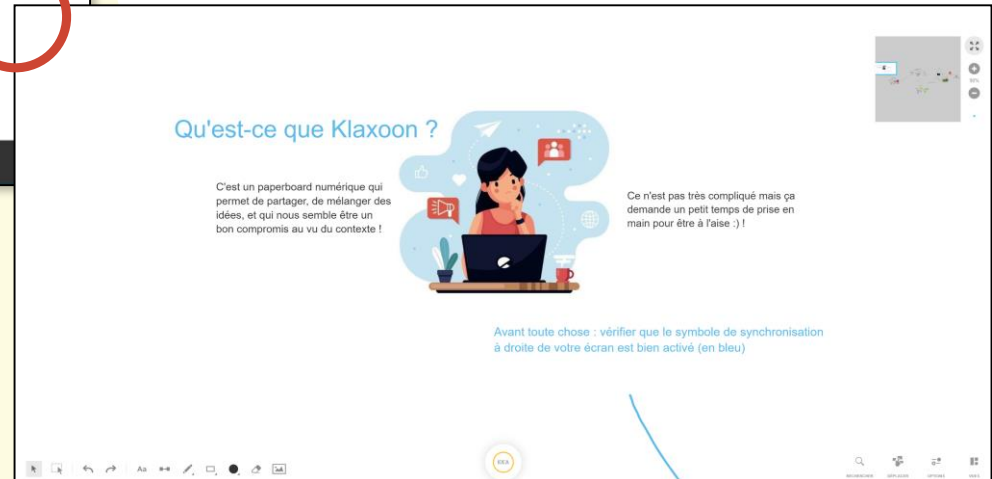 Qu'est-ce que Klaxoon ?
C'est un paperboard numérique qui
permet de partager, de mélanger des
idées, et qui nous semble être un
bon compromis au vu du contexte !
Ce n'est pas très compliqué mais ça
demande un petit temps de prise en
main pour être à l'aise :) !
Avant toute chose : vérifier que le symbole de synchronisation
à droite de votre écran est bien activé (en bleu)
Aa